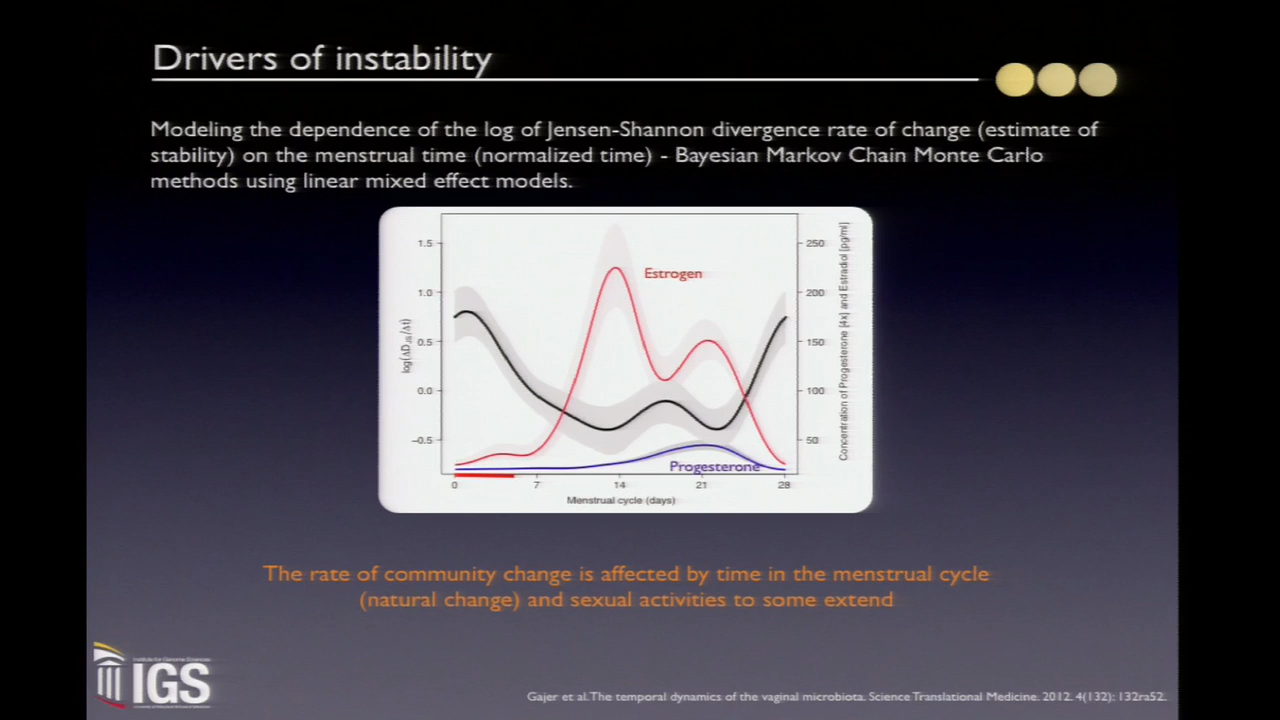 Drivers of instability
Modeling the dependence of the log of Jensen-Shannon divergence rate of change (estimate of
stability) on the menstrual time (normalized time) - Bayesian Markov Chain Monte Carlo
methods using linear mixed effect models.
1.5
1.0
0.5
0.0
−0.5
log(ΔDJS/Δt)
Estrogen
Progesterone
250
200
150
100
50
Concentration of Progesterone [4x] and Estradiol [pg/ml]
0 7 14 21 28
Menstrual cycle (days)
The rate of community change is affected by time in the menstrual cycle
(natural change) and sexual activities to some extend
Institute for Genome Sciences
IGS
Gajer et al. The temporal dynamics of the vaginal microbiota. Science Translational Medicine. 2012. 4(132): 132ra52.